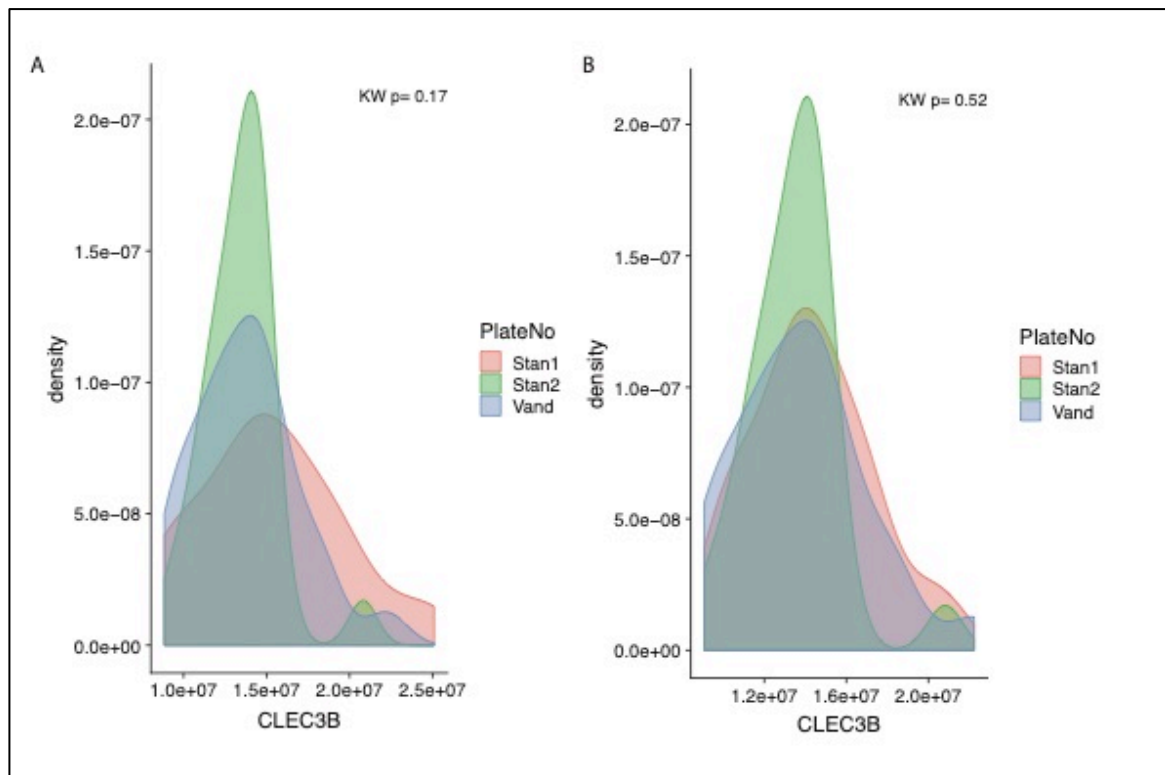 A
KW p= 0.17
2.0e−07
1.5e−07
1.0e−07
5.0e−08
0.0e+00
density
1.0e+07 1.5e+07 2.0e+07 2.5e+07
CLEC3B
PlateNo
Stan1
Stan2
Vand
B
KW p= 0.52
2.0e−07
1.5e−07
1.0e−07
5.0e−08
0.0e+00
density
1.2e+07 1.6e+07 2.0e+07
CLEC3B
PlateNo
Stan1
Stan2
Vand